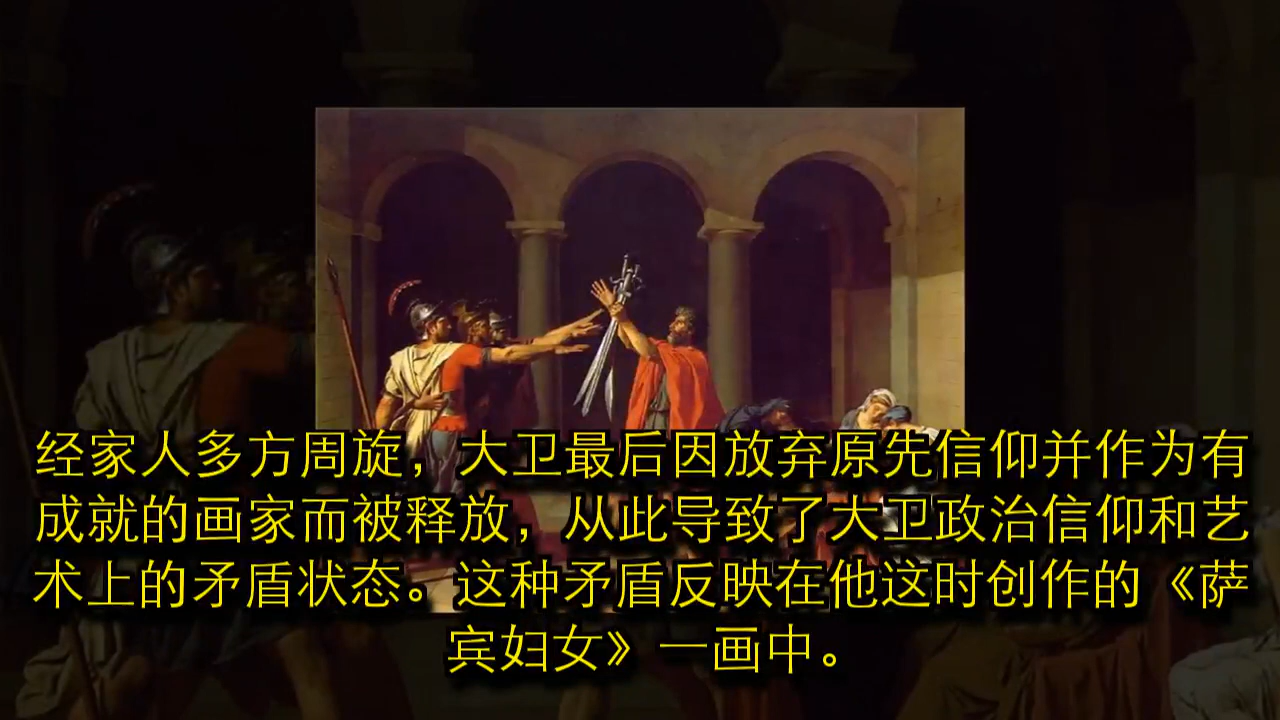 经家人多方周旋，大卫最后因放弃原先信仰并作为有
成就的画家而被释放，从此导致了大卫政治信仰和艺
术上的矛盾状态。这种矛盾反映在他这时创作的《萨
宾妇女》一画中。